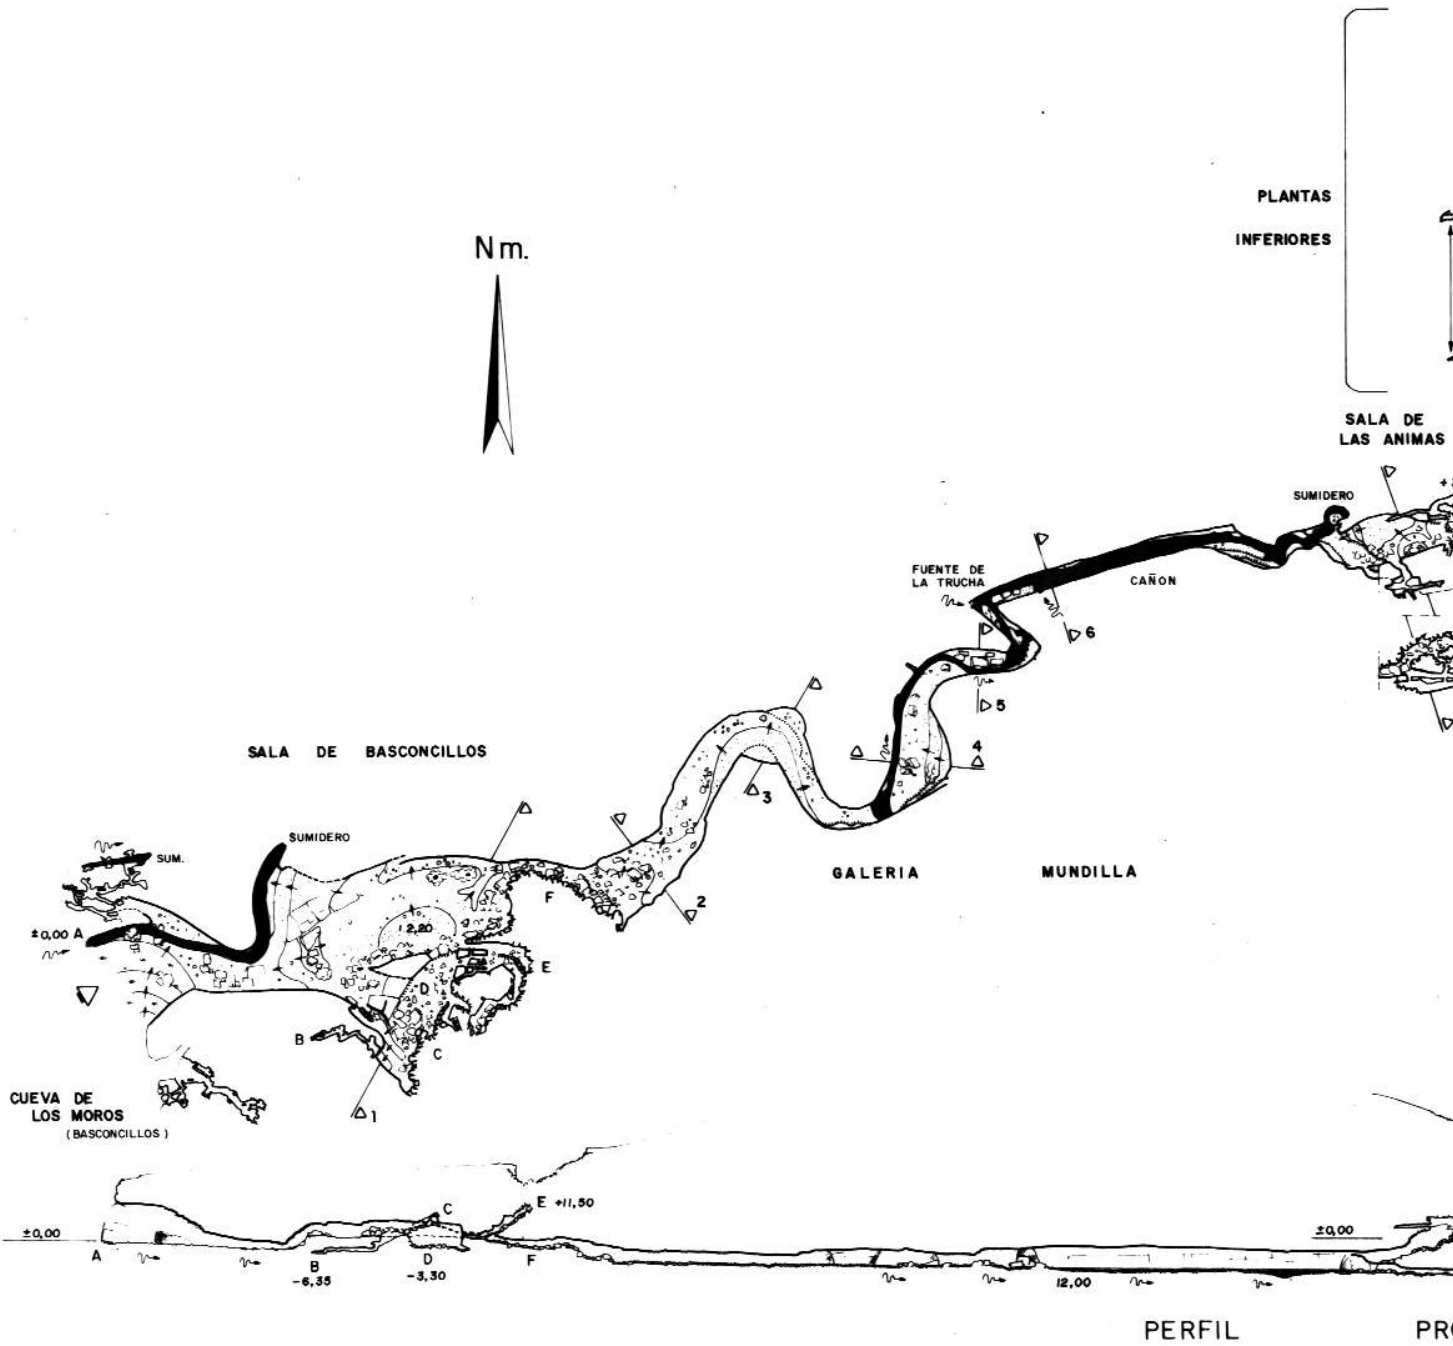 PLANTAS
INFERIORES
Nm.
SALA DE
LAS ANIMAS
SUMIDERO
FUENTE DE
LA TRUCHA
CAÑON
6
5
4
SALA DE BASCONCILLOS
3
SUMIDERO
SUM.
GALERIA MUNDILLA
F
2
±0,00 A
12,20
E
D
B
C
CUEVA DE
LOS MOROS
(BASCONCILLOS)
1
C
E +11,50
±0,00
±0,00
A
B
D
F
-6,35
-3,30
12,00
PERFIL